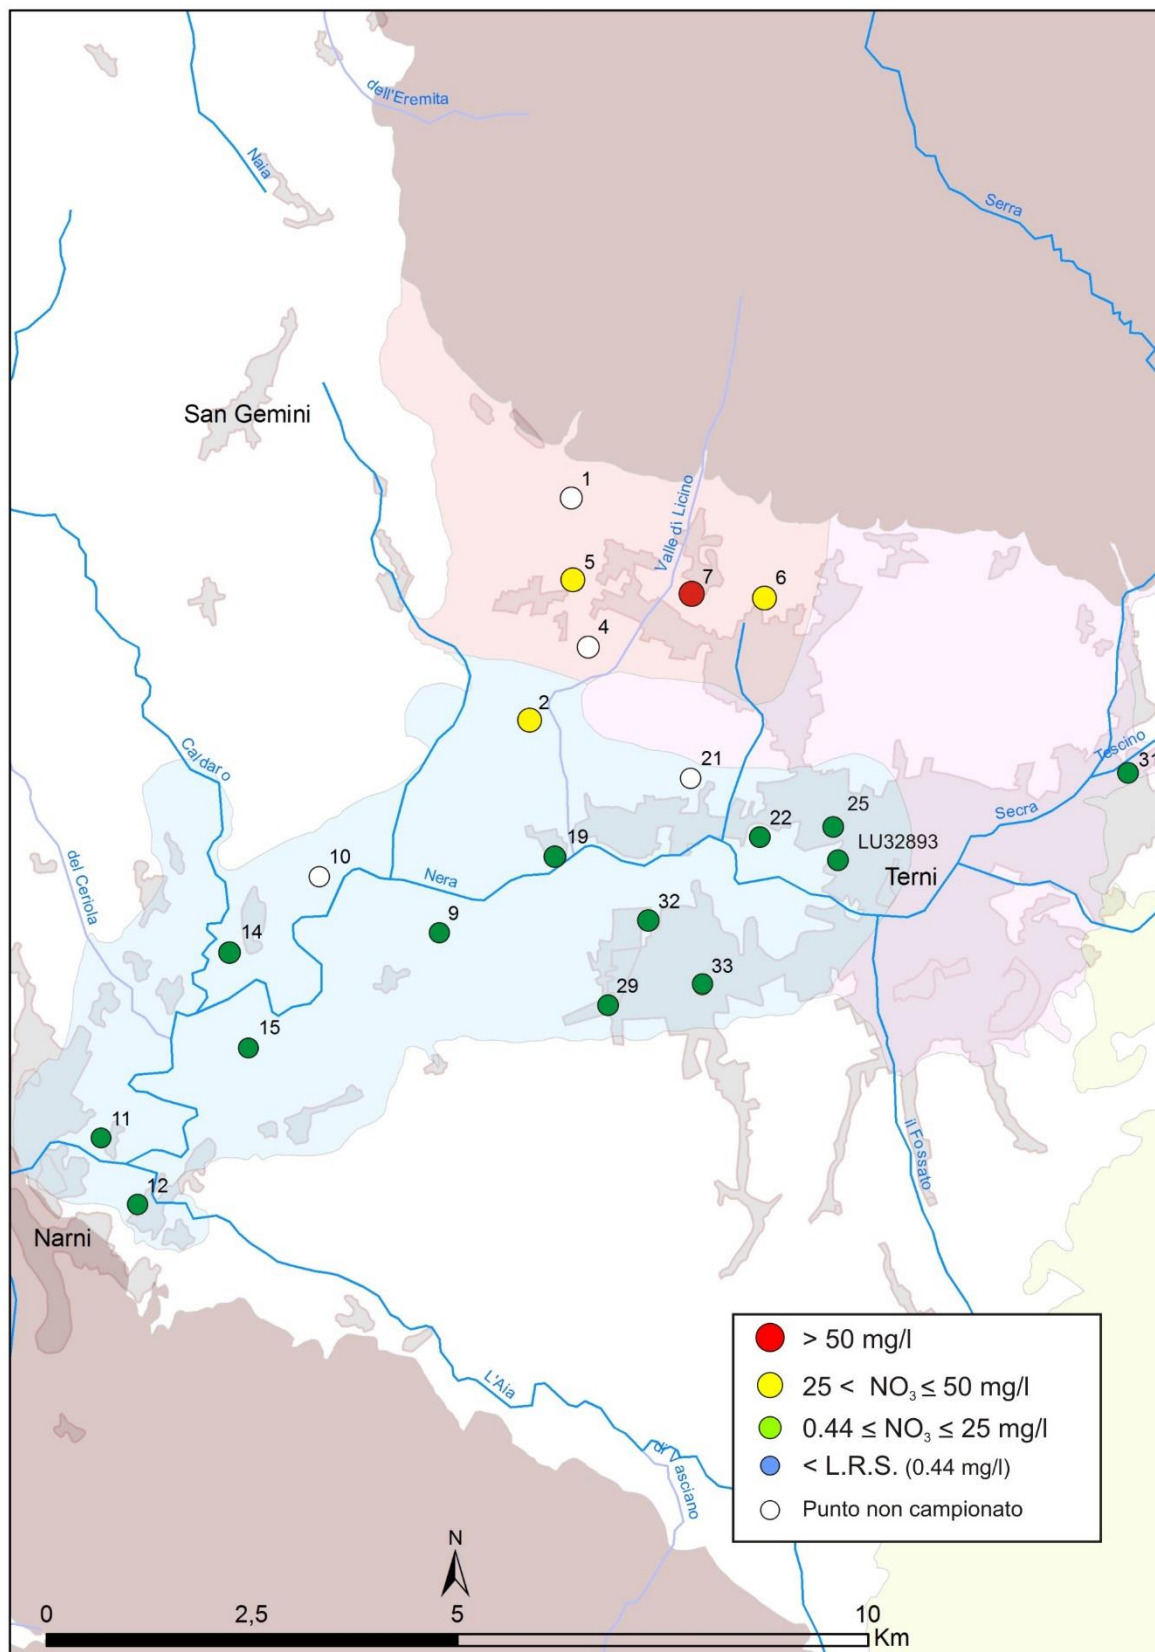 dell'Eremita
Naia
Serra
San Gemini
1
Valle di Licino
5
7
6
4
2
Caldaro
21
Tescino
31
Secra
25
22
LU32893
19
Terni
10
Nera
del Ceriola
9
32
14
33
29
15
11
il Fossato
12
Narni
> 50 mg/l
25 < NO₃ ≤ 50 mg/l
0.44 ≤ NO₃ ≤ 25 mg/l
< L.R.S. (0.44 mg/l)
Punto non campionato
L'Aia
di Vasciano
N
0 2,5 5 10
Km